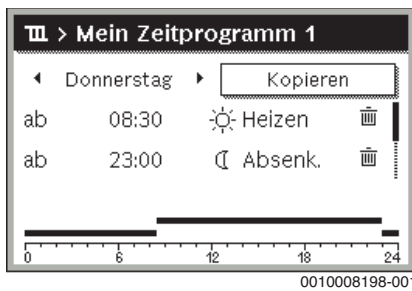 > Mein Zeitprogramm 1
Donnerstag Kopieren
ab 08:30 Heizen
ab 23:00 Absenk.
0 6 12 18 24
0010008198-001